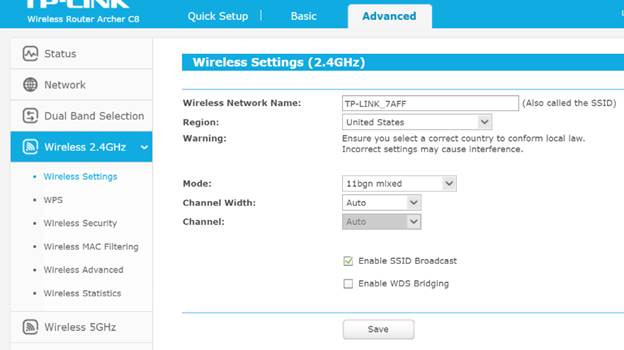 TP-LINK
Wireless Router Archer C8
Quick Setup
Basic
Advanced
Status
Network
Dual Band Selection
Wireless 2.4GHz
Wireless Settings
WPS
Wireless Security
Wireless MAC Filtering
Wireless Advanced
Wireless Statistics
Wireless 5GHz
Wireless Settings (2.4GHz)
Wireless Network Name: TP-LINK_7AFF (Also called the SSID)
Region: United States
Warning: Ensure you select a correct country to conform local law.
Incorrect settings may cause interference.
Mode: 11bgn mixed
Channel Width: Auto
Channel: Auto
Enable SSID Broadcast
Enable WDS Bridging
Save